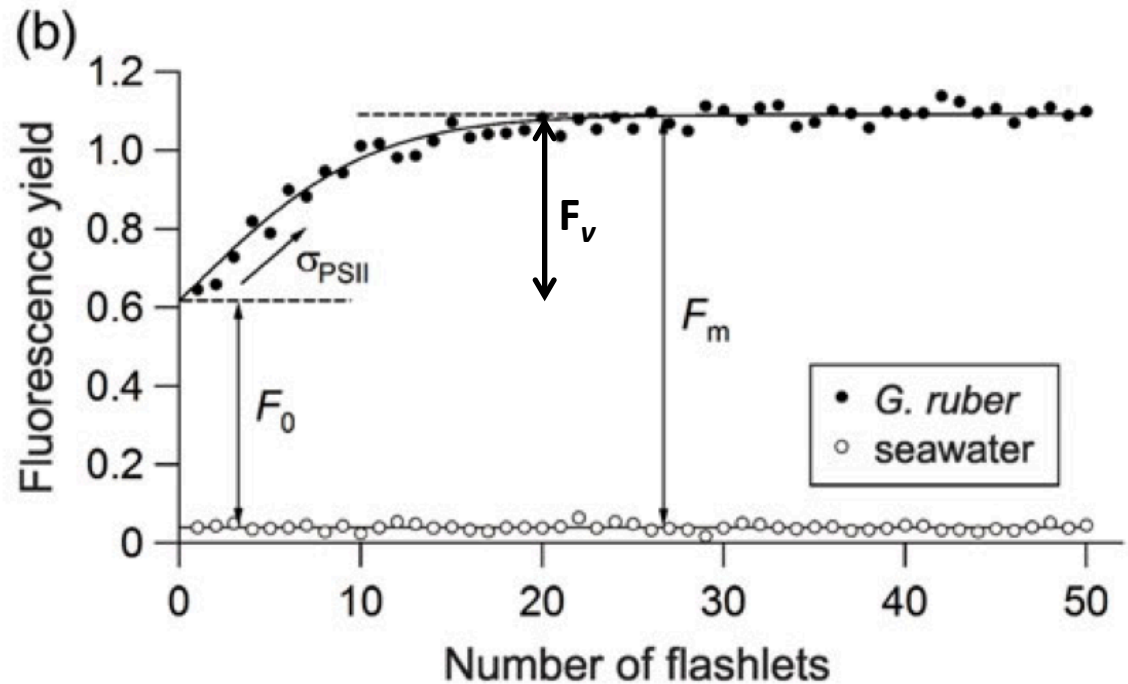 (b)
Fluorescence yield
1.2
1.0
0.8
0.6
0.4
0.2
0
σPSII
Fv
F0
Fm
G. ruber
seawater
0 10 20 30 40 50
Number of flashlets